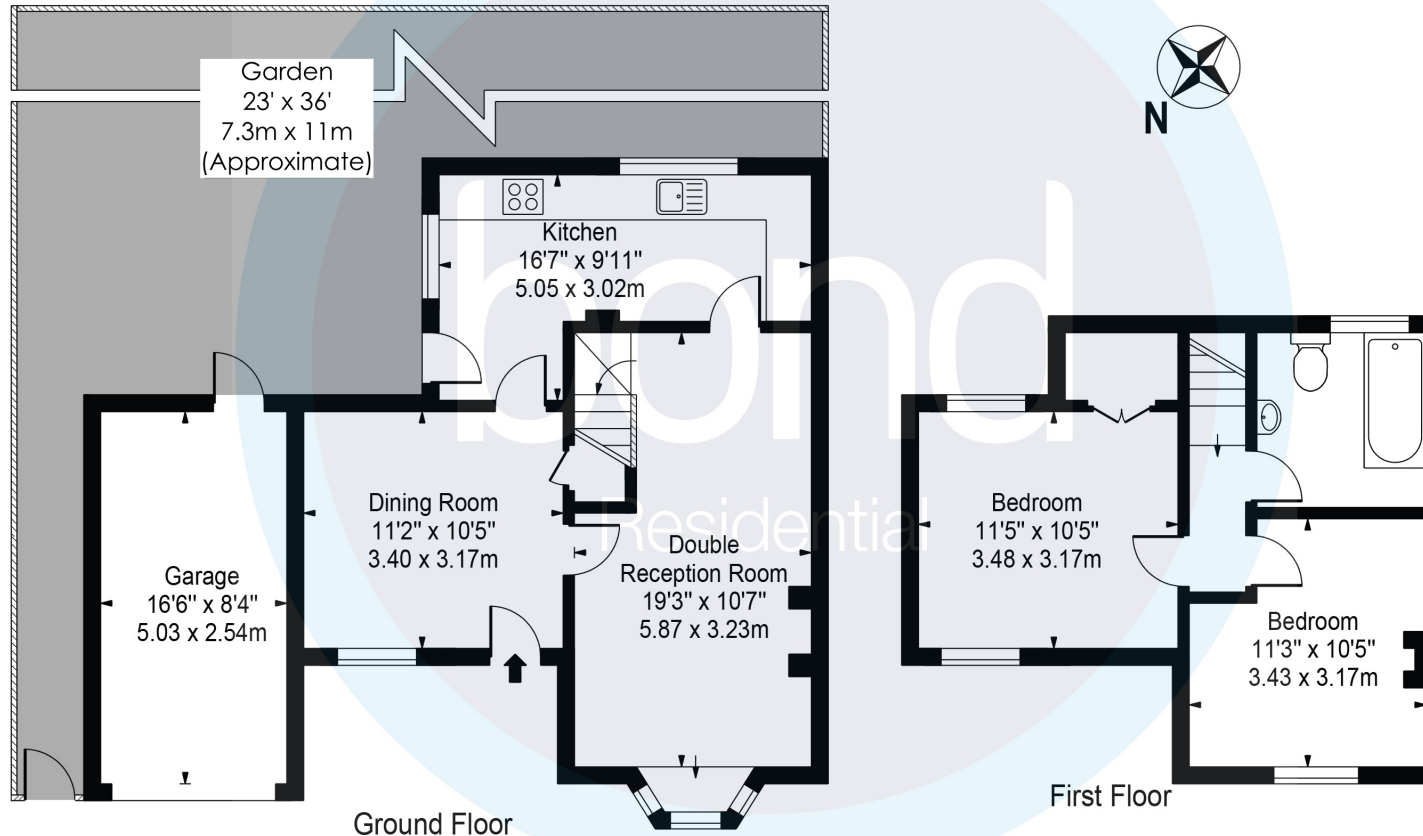 Garden
23' x 36'
7.3m x 11m
(Approximate)
N
Kitchen
16'7" x 9'11"
5.05 x 3.02m
bond
Residential
Dining Room
11'2" x 10'5"
3.40 x 3.17m
Double
Reception Room
19'3" x 10'7"
5.87 x 3.23m
Garage
16'6" x 8'4"
5.03 x 2.54m
Bedroom
11'5" x 10'5"
3.48 x 3.17m
Bedroom
11'3" x 10'5"
3.43 x 3.17m
Ground Floor
First Floor